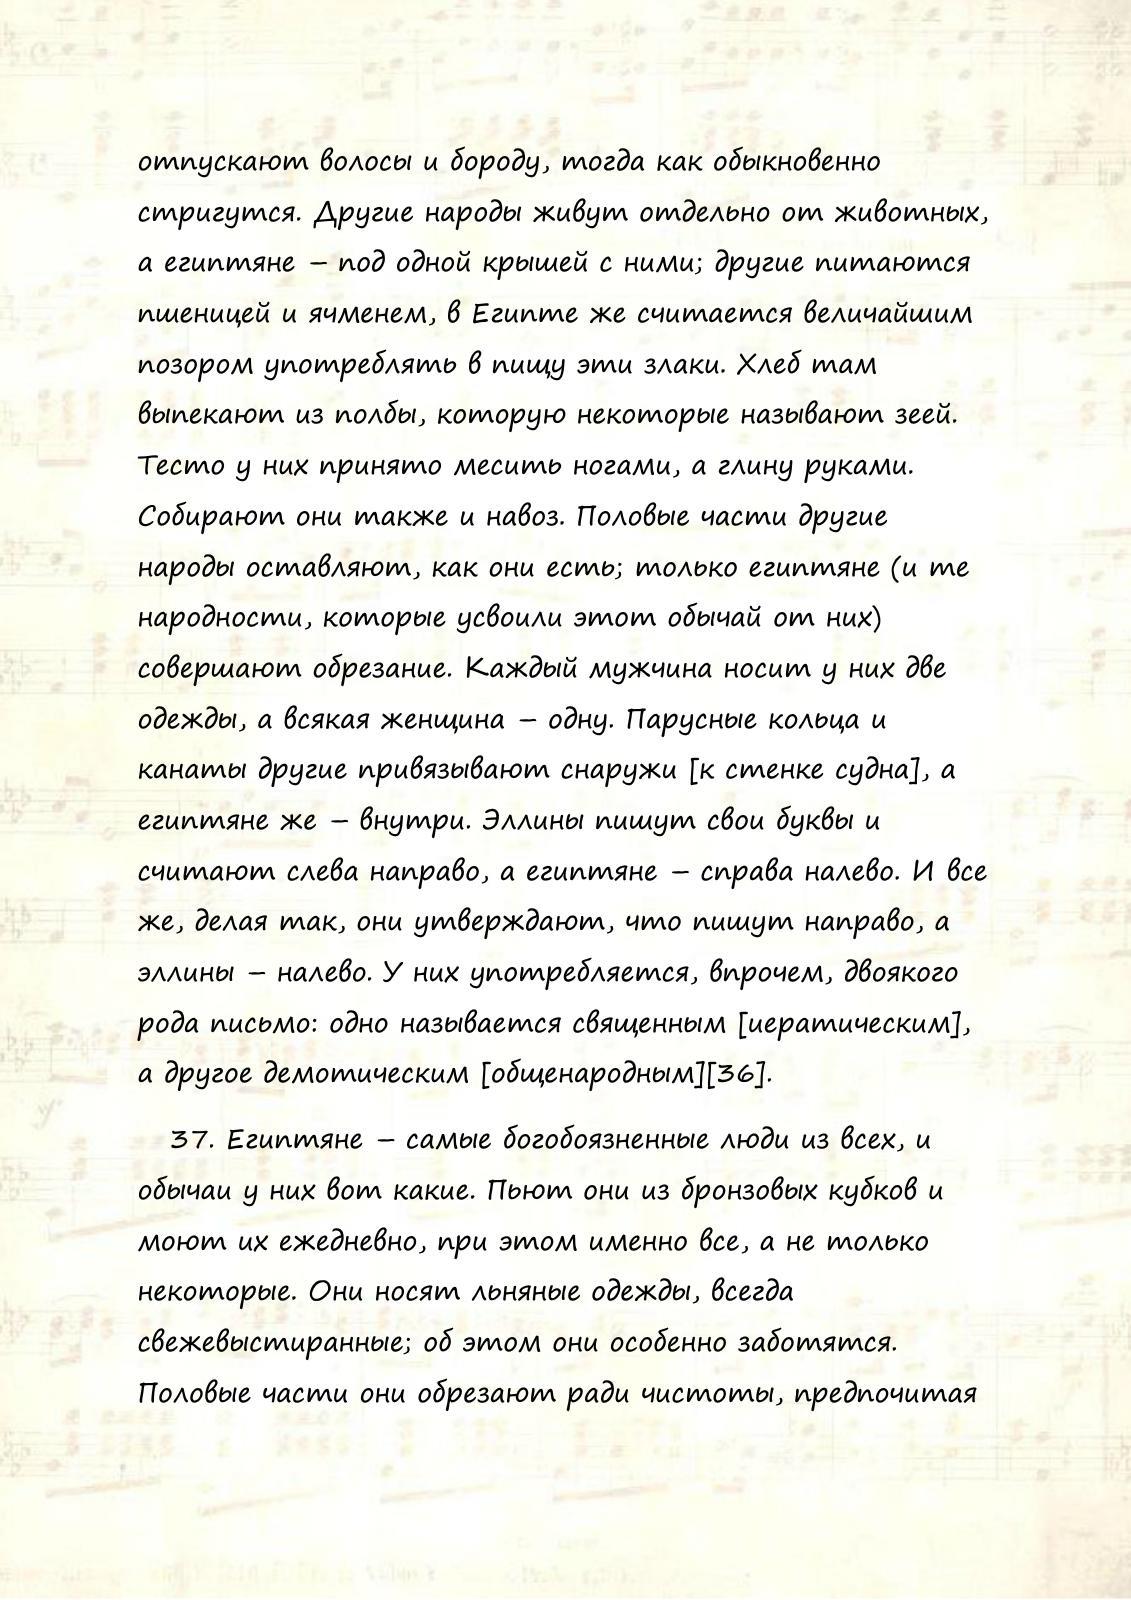 отпускают волосы и бороду, тогда как обыкновенно
стригутся. Другие народы живут отдельно от животных,
а египтяне – под одной крышей с ними; другие питаются
пшеницей и ячменем, в Египте же считается величайшим
позором употреблять в пищу эти злаки. Хлеб там
выпекают из полбы, которую некоторые называют зеей.
Тесто у них принято месить ногами, а глину руками.
Собирают они также и навоз. Половые части другие
народы оставляют, как они есть; только египтяне (и те
народности, которые усвоили этот обычай от них)
совершают обрезание. Каждый мужчина носит у них две
одежды, а всякая женщина – одну. Парусные кольца и
канаты другие привязывают снаружи [к стенке судна], а
египтяне же – внутри. Эллины пишут свои буквы и
считают слева направо, а египтяне – справа налево. И все
же, делая так, они утверждают, что пишут направо, а
эллины – налево. У них употребляется, впрочем, двоякого
рода письмо: одно называется священным [иератическим],
а другое демотическим [общенародным][36].
37. Египтяне – самые богобоязненные люди из всех, и
обычаи у них вот какие. Пьют они из бронзовых кубков и
моют их ежедневно, при этом именно все, а не только
некоторые. Они носят льняные одежды, всегда
свежевыстиранные; об этом они особенно заботятся.
Половые части они обрезают ради чистоты, предпочитая